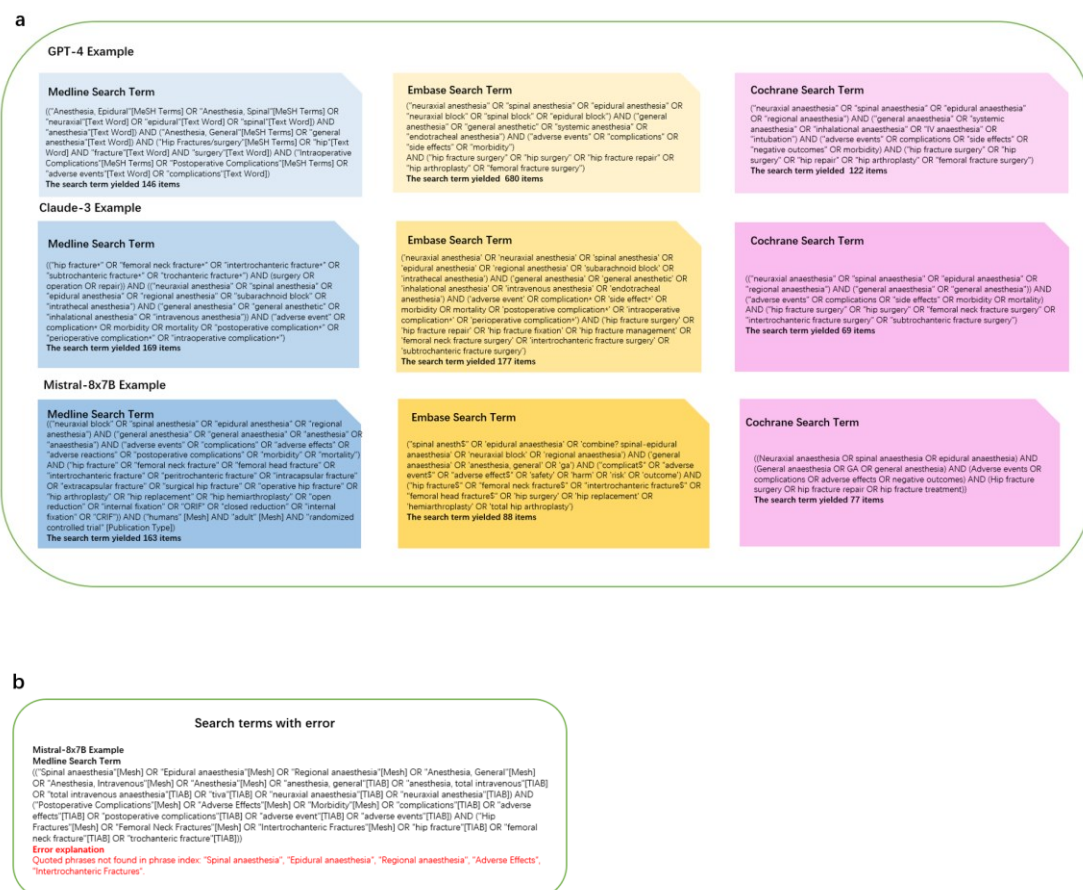 a
GPT-4 Example
Medline Search Term
(("Anesthesia, Epidural"[MeSH Terms] OR "Anesthesia, Spinal"[MeSH Terms] OR
"neuraxial"[Text Word] OR "epidural"[Text Word] OR "spinal"[Text Word]) AND
"anesthesia"[Text Word]) AND ("Anesthesia, General"[MeSH Terms] OR "general
anesthesia"[Text Word]) AND ("Hip Fractures/surgery"[MeSH Terms] OR "hip"[Text
Word] AND "fracture"[Text Word] AND "surgery"[Text Word]) AND ("Intraoperative
Complications"[MeSH Terms] OR "Postoperative Complications"[MeSH Terms] OR
"adverse events"[Text Word] OR "complications"[Text Word])
The search term yielded 146 items
Embase Search Term
("neuraxial anesthesia" OR "spinal anesthesia" OR "epidural anesthesia" OR
"neuraxial block" OR "spinal block" OR "epidural block") AND ("general
anesthesia" OR "general anesthetic" OR "systemic anesthesia" OR
"endotracheal anesthesia") AND ("adverse events" OR "complications" OR
"side effects" OR "morbidity")
AND ("hip fracture surgery" OR "hip surgery" OR "hip fracture repair" OR
"hip arthroplasty" OR "femoral fracture surgery")
The search term yielded 680 items
Cochrane Search Term
("neuraxial anaesthesia" OR "spinal anaesthesia" OR "epidural anaesthesia"
OR "regional anaesthesia") AND ("general anaesthesia" OR "systemic
anaesthesia" OR "inhalational anaesthesia" OR "IV anaesthesia" OR
"intubation") AND ("adverse events" OR complications OR "side effects" OR
"negative outcomes" OR morbidity) AND ("hip fracture surgery" OR "hip
surgery" OR "hip repair" OR "hip arthroplasty" OR "femoral fracture surgery")
The search term yielded 122 items
Claude-3 Example
Medline Search Term
(("hip fracture*" OR "femoral neck fracture*" OR "intertrochanteric fracture*" OR
"subtrochanteric fracture*" OR "trochanteric fracture*") AND (surgery OR
operation OR repair)) AND (("neuraxial anesthesia" OR "spinal anesthesia" OR
"epidural anesthesia" OR "regional anesthesia" OR "subarachnoid block" OR
"intrathecal anesthesia") AND ("general anesthesia" OR "general anesthetic" OR
"inhalational anesthesia" OR "intravenous anesthesia")) AND ("adverse event" OR
complication* OR morbidity OR mortality OR "postoperative complication*" OR
"perioperative complication*" OR "intraoperative complication*")
The search term yielded 169 items
Embase Search Term
('neuraxial anesthesia' OR 'neuraxial anesthesia' OR 'spinal anesthesia' OR
'epidural anesthesia' OR 'regional anesthesia' OR 'subarachnoid block' OR
'intrathecal anesthesia') AND ('general anesthesia' OR 'general anesthetic' OR
'inhalational anesthesia' OR 'intravenous anesthesia' OR 'endotracheal
anesthesia') AND ('adverse event' OR complication* OR 'side effect*' OR
morbidity OR mortality OR 'postoperative complication*' OR 'intraoperative
complication*' OR 'perioperative complication*) AND ('hip fracture surgery' OR
'hip fracture repair' OR 'hip fracture fixation' OR 'hip fracture management' OR
'femoral neck fracture surgery' OR 'intertrochanteric fracture surgery' OR
'subtrochanteric fracture surgery')
The search term yielded 177 items
Cochrane Search Term
(("neuraxial anaesthesia" OR "spinal anaesthesia" OR "epidural anaesthesia" OR
"regional anaesthesia") AND ("general anaesthesia" OR "general anesthesia")) AND
("adverse events" OR complications OR "side effects" OR morbidity OR mortality)
AND ("hip fracture surgery" OR "hip surgery" OR "femoral neck fracture surgery" OR
"intertrochanteric fracture surgery" OR "subtrochanteric fracture surgery")
The search term yielded 69 items
Mistral-8x7B Example
Medline Search Term
(("neuraxial block" OR "spinal anesthesia" OR "epidural anesthesia" OR "regional
anesthesia") AND ("general anesthesia" OR "general anaesthesia" OR "anesthesia" OR
"anaesthesia") AND ("adverse events" OR "complications" OR "adverse effects" OR
"adverse reactions" OR "postoperative complications" OR "morbidity" OR "mortality")
AND ("hip fracture" OR "femoral neck fracture" OR "femoral head fracture" OR
"intertrochanteric fracture" OR "peritrochanteric fracture" OR "intracapsular fracture"
OR "extracapsular fracture" OR "surgical hip fracture" OR "operative hip fracture" OR
"hip arthroplasty" OR "hip replacement" OR "hip hemiarthroplasty" OR "open
reduction" OR "internal fixation" OR "ORIF" OR "closed reduction" OR "internal
fixation" OR "CRIF")) AND ("humans" [Mesh] AND "adult" [Mesh] AND "randomized
controlled trial" [Publication Type])
The search term yielded 163 items
Embase Search Term
("spinal anesth$" OR 'epidural anaesthesia' OR 'combine? spinal-epidural
anaesthesia' OR 'neuraxial block' OR 'regional anaesthesia') AND ('general
anaesthesia' OR 'anesthesia, general' OR 'ga') AND ("complicat$" OR "adverse
event$" OR "adverse effect$" OR 'safety' OR 'harm' OR 'risk' OR 'outcome') AND
("hip fracture$" OR "femoral neck fracture$" OR "intertrochanteric fracture$" OR
"femoral head fracture$" OR 'hip surgery' OR 'hip replacement' OR
'hemiarthroplasty' OR 'total hip arthroplasty')
The search term yielded 88 items
Cochrane Search Term
((Neuraxial anaesthesia OR spinal anaesthesia OR epidural anaesthesia) AND
(General anaesthesia OR GA OR general anesthesia) AND (Adverse events OR
complications OR adverse effects OR negative outcomes) AND (Hip fracture
surgery OR hip fracture repair OR hip fracture treatment))
The search term yielded 77 items
b
Search terms with error
Mistral-8x7B Example
Medline Search Term
(("Spinal anaesthesia"[Mesh] OR "Epidural anaesthesia"[Mesh] OR "Regional anaesthesia"[Mesh] OR "Anesthesia, General"[Mesh]
OR "Anesthesia, Intravenous"[Mesh] OR "Anesthesia"[Mesh] OR "anesthesia, general"[TIAB] OR "anesthesia, total intravenous"[TIAB]
OR "total intravenous anaesthesia"[TIAB] OR "tiva"[TIAB] OR "neuraxial anaesthesia"[TIAB] OR "neuraxial anesthesia"[TIAB]) AND
("Postoperative Complications"[Mesh] OR "Adverse Effects"[Mesh] OR "Morbidity"[Mesh] OR "complications"[TIAB] OR "adverse
effects"[TIAB] OR "postoperative complications"[TIAB] OR "adverse event"[TIAB] OR "adverse events"[TIAB]) AND ("Hip
Fractures"[Mesh] OR "Femoral Neck Fractures"[Mesh] OR "Intertrochanteric Fractures"[Mesh] OR "hip fracture"[TIAB] OR "femoral
neck fracture"[TIAB] OR "trochanteric fracture"[TIAB]))
Error explanation
Quoted phrases not found in phrase index: "Spinal anaesthesia", "Epidural anaesthesia", "Regional anaesthesia", "Adverse Effects",
"Intertrochanteric Fractures".